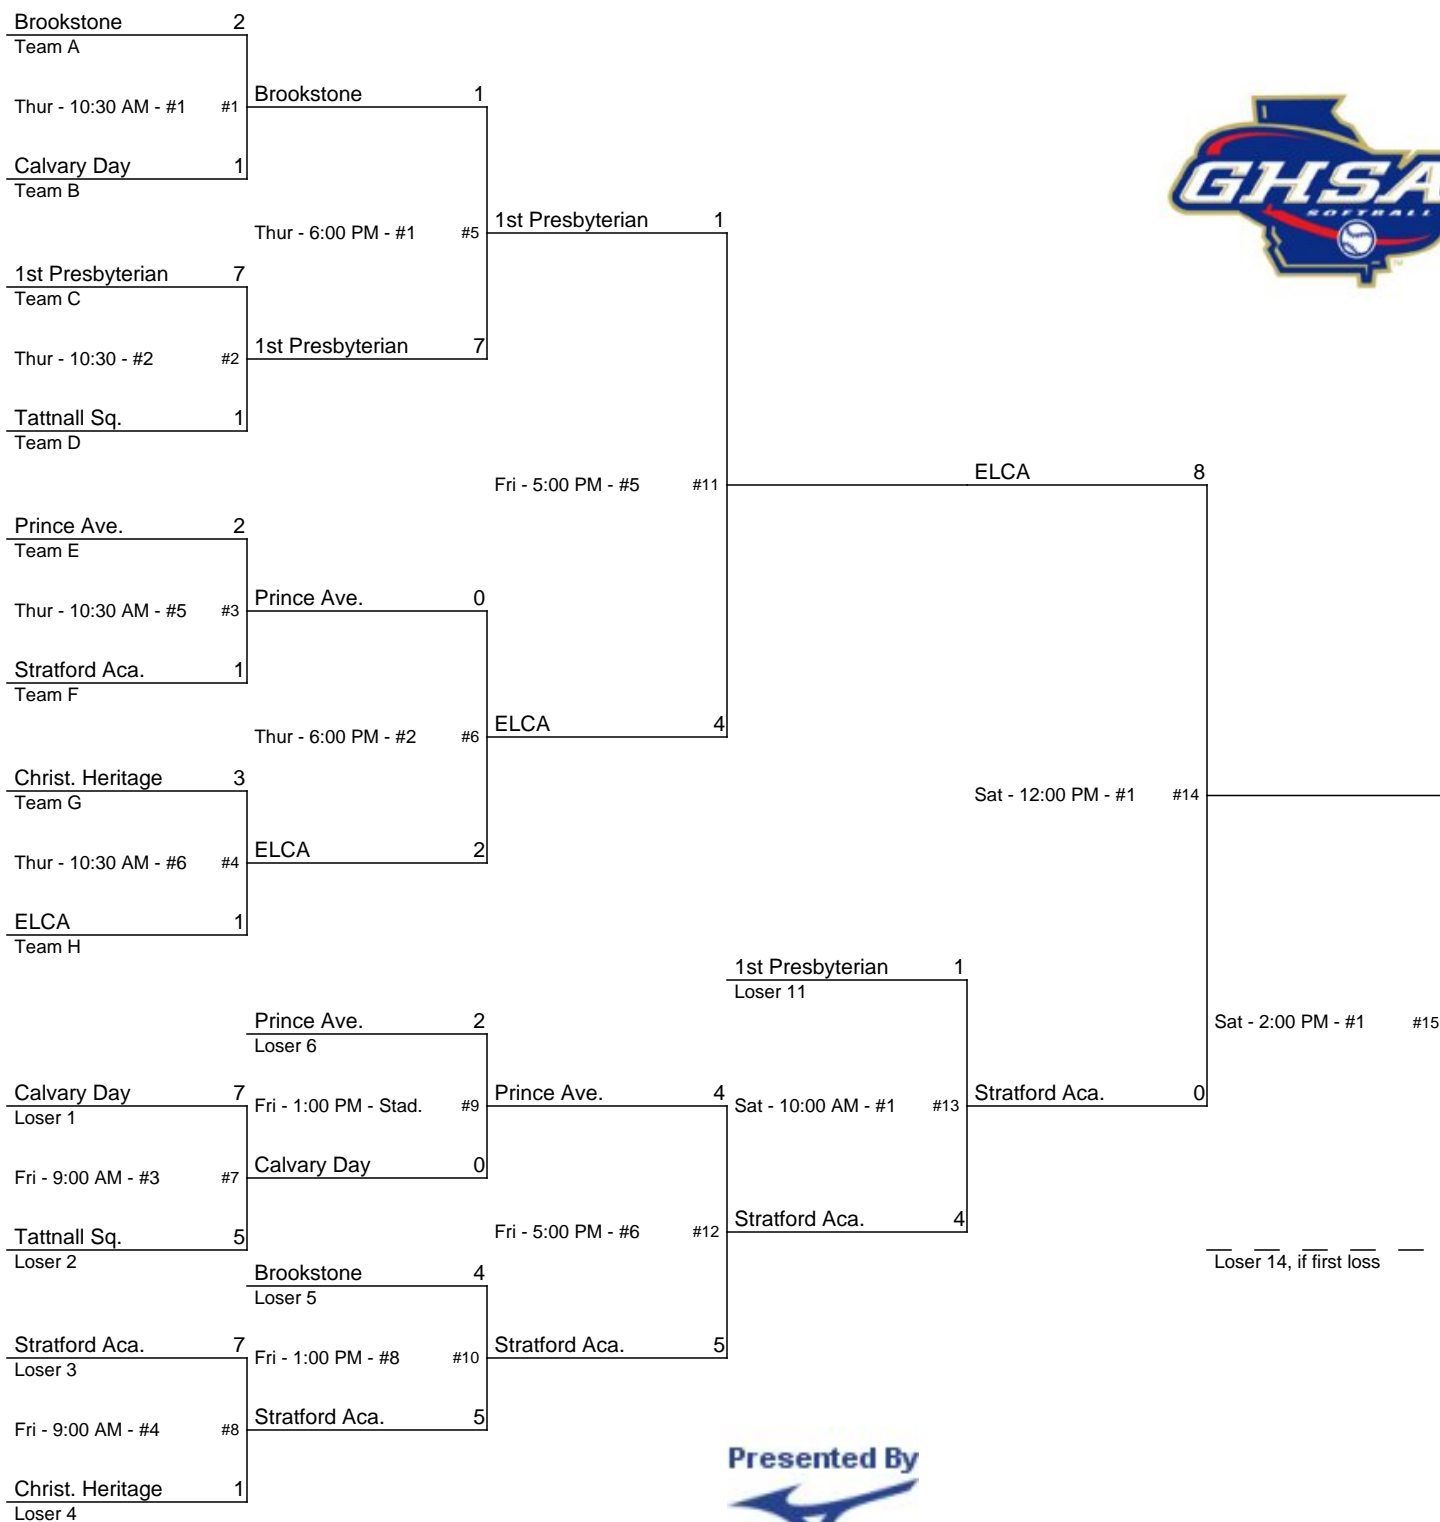 Brookstone 2
Team A
Thur - 10:30 AM - #1 #1
Brookstone 1
Calvary Day 1
Team B
Thur - 6:00 PM - #1 #5
1st Presbyterian 1
1st Presbyterian 7
Team C
Thur - 10:30 - #2 #2
1st Presbyterian 7
Tattnall Sq. 1
Team D
Fri - 5:00 PM - #5 #11
ELCA 8
Prince Ave. 2
Team E
Thur - 10:30 AM - #5 #3
Prince Ave. 0
Stratford Aca. 1
Team F
Thur - 6:00 PM - #2 #6
ELCA 4
Christ. Heritage 3
Team G
Sat - 12:00 PM - #1 #14
Thur - 10:30 AM - #6 #4
ELCA 2
ELCA 1
Team H
1st Presbyterian 1
Loser 11
Prince Ave. 2
Loser 6
Sat - 2:00 PM - #1 #15
Calvary Day 7
Loser 1
Fri - 1:00 PM - Stad. #9
Prince Ave. 4
Sat - 10:00 AM - #1 #13
Stratford Aca. 0
Fri - 9:00 AM - #3 #7
Calvary Day 0
Tattnall Sq. 5
Loser 2
Fri - 5:00 PM - #6 #12
Stratford Aca. 4
Loser 14, if first loss
Brookstone 4
Loser 5
Stratford Aca. 7
Loser 3
Fri - 1:00 PM - #8 #10
Stratford Aca. 5
Fri - 9:00 AM - #4 #8
Stratford Aca. 5
Christ. Heritage 1
Loser 4
GHSA
SOFTBALL
TM
Presented By